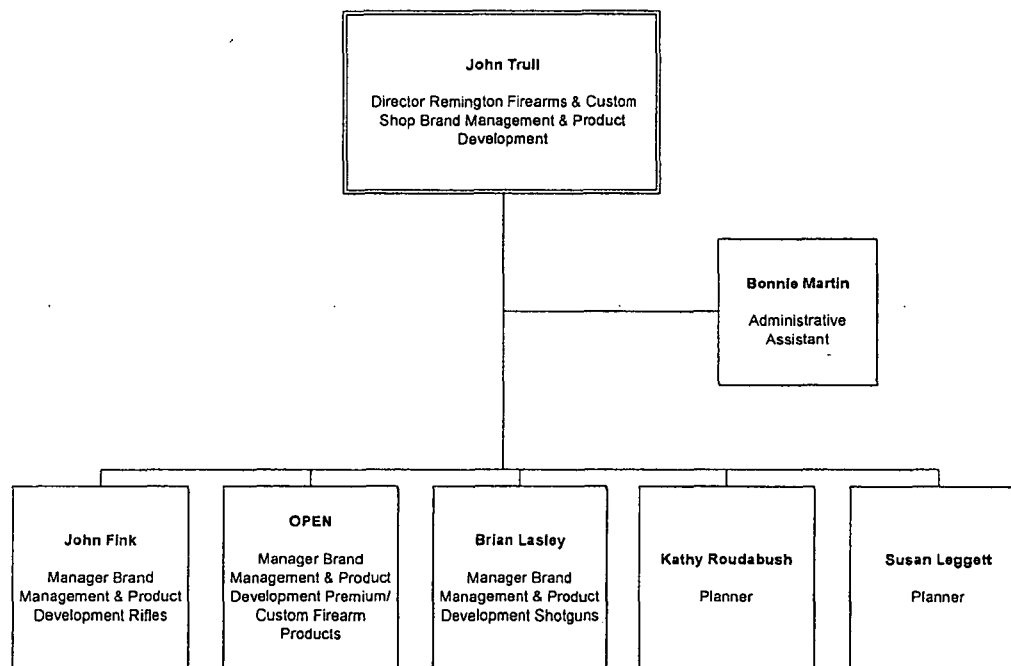 John Trull
Director Remington Firearms & Custom
Shop Brand Management & Product
Development
Bonnie Martin
Administrative
Assistant
John Fink
Manager Brand
Management & Product
Development Rifles
OPEN
Manager Brand
Management & Product
Development Premium/
Custom Firearm
Products
Brian Lasley
Manager Brand
Management & Product
Development Shotguns
Kathy Roudabush
Planner
Susan Leggett
Planner